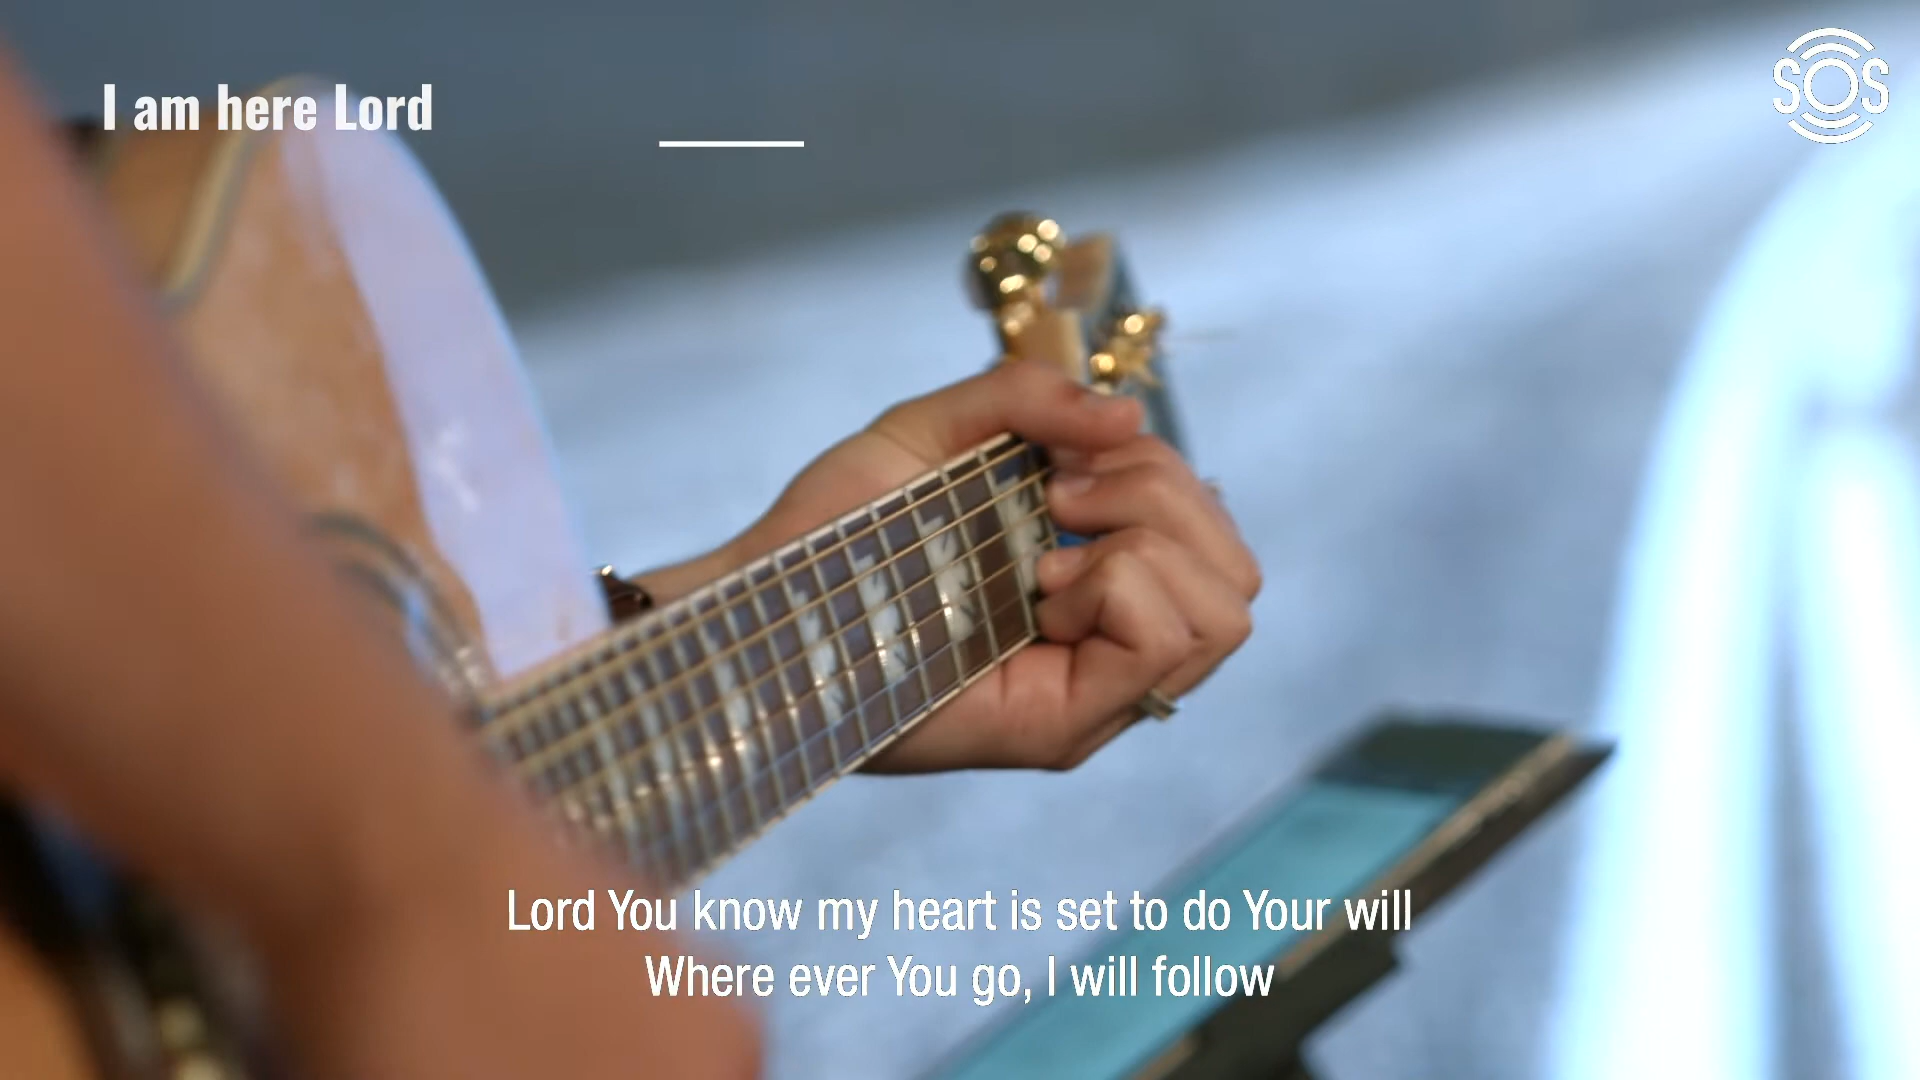 I am here Lord
SOS
Lord You know my heart is set to do Your will
Where ever You go, I will follow